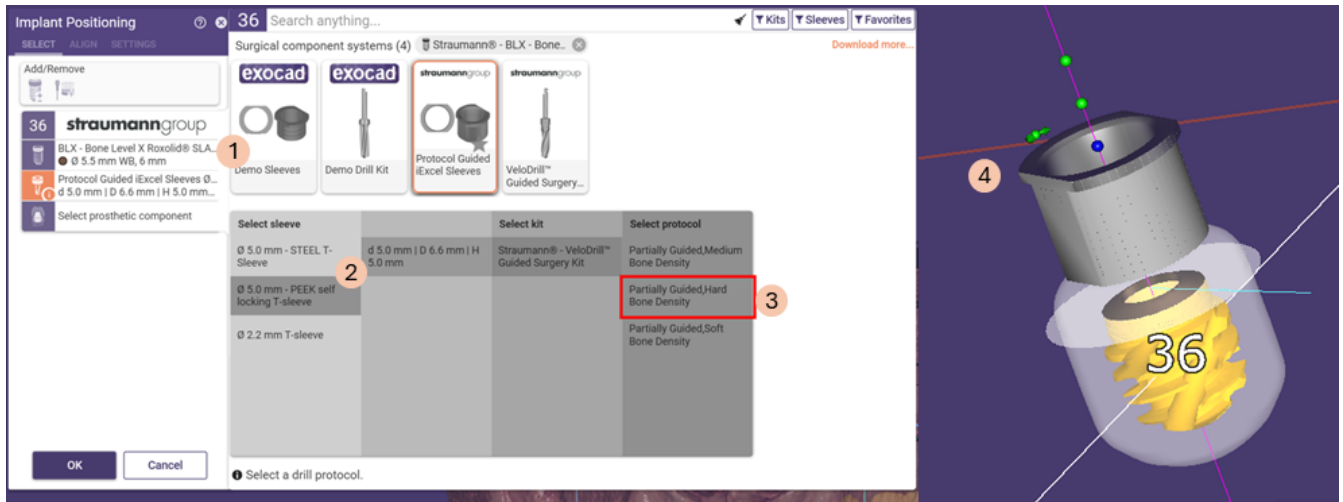 Implant Positioning
SELECT ALIGN SETTINGS
Add/Remove
36 straumanngroup
BLX - Bone Level X Roxolid® SLA...
Ø 5.5 mm WB, 6 mm
Protocol Guided iExcel Sleeves Ø...
d 5.0 mm | D 6.6 mm | H 5.0 mm...
Select prosthetic component
OK Cancel
36 Search anything...
Kits Sleeves Favorites
Surgical component systems (4) Straumann® - BLX - Bone... Download more...
exocad
Demo Sleeves
exocad
Demo Drill Kit
straumanngroup
Protocol Guided
iExcel Sleeves
straumanngroup
VeloDrill™
Guided Surgery...
1
Select sleeve
Ø 5.0 mm - STEEL T-
Sleeve
Ø 5.0 mm - PEEK self
locking T-sleeve
Ø 2.2 mm T-sleeve
2
d 5.0 mm | D 6.6 mm | H
5.0 mm
Select kit
Straumann® - VeloDrill™
Guided Surgery Kit
Select protocol
Partially Guided,Medium
Bone Density
Partially Guided,Hard
Bone Density
Partially Guided,Soft
Bone Density
3
Select a drill protocol.
4
36